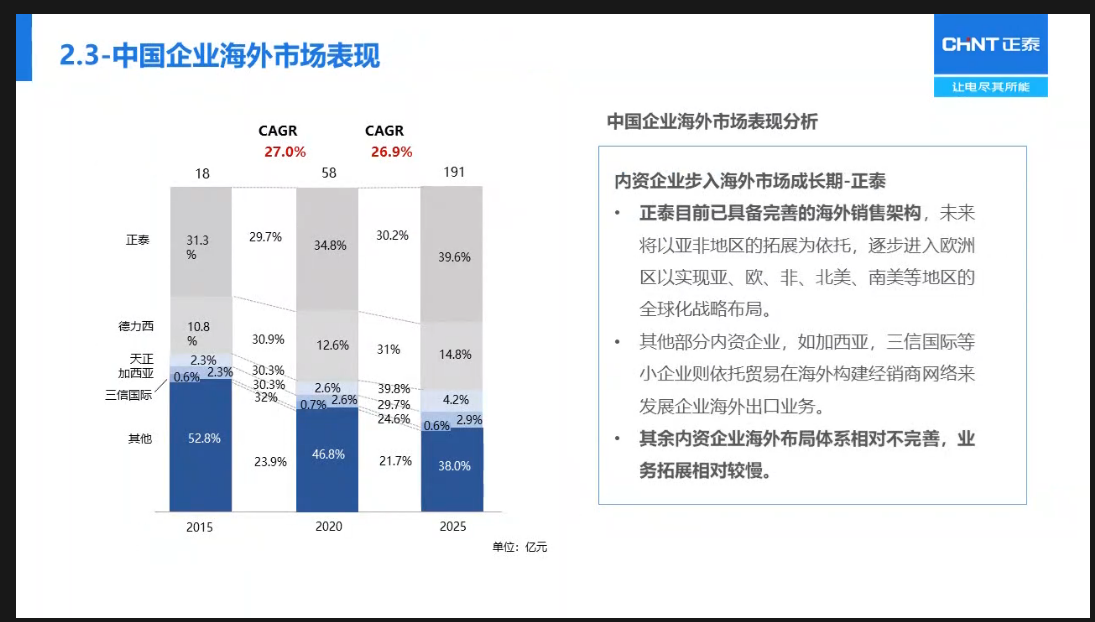 2.3-中国企业海外市场表现
CHNT 正泰
让电尽其所能
CAGR CAGR
27.0% 26.9%
18 58 191
正泰 31.3% 29.7% 34.8% 30.2% 39.6%
德力西 10.8% 30.9% 12.6% 31% 14.8%
天正 2.3% 30.3% 2.6% 39.8% 4.2%
加西亚 2.3% 30.3% 2.6% 29.7% 2.9%
三信国际 0.6% 32% 0.7% 24.6% 0.6%
其他 52.8% 23.9% 46.8% 21.7% 38.0%
2015 2020 2025
单位：亿元
中国企业海外市场表现分析
内资企业步入海外市场成长期-正泰
• 正泰目前已具备完善的海外销售架构，未来
将以亚非地区的拓展为依托，逐步进入欧洲
区以实现亚、欧、非、北美、南美等地区的
全球化战略布局。
• 其他部分内资企业，如加西亚，三信国际等
小企业则依托贸易在海外构建经销商网络来
发展企业海外出口业务。
• 其余内资企业海外布局体系相对不完善，业
务拓展相对较慢。